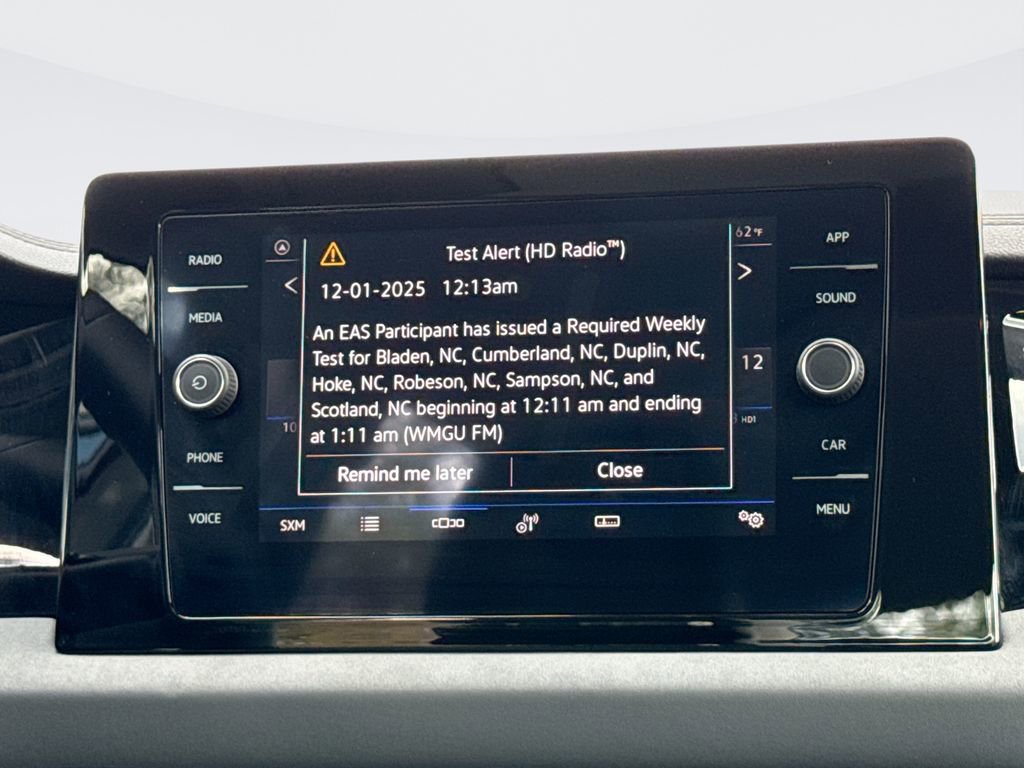 RADIO
MEDIA
PHONE
VOICE
62°F
Test Alert (HD Radio™)
12-01-2025 12:13am
An EAS Participant has issued a Required Weekly
Test for Bladen, NC, Cumberland, NC, Duplin, NC,
Hoke, NC, Robeson, NC, Sampson, NC, and
Scotland, NC beginning at 12:11 am and ending
at 1:11 am (WMGU FM)
Remind me later
Close
12
10
HD1
SXM
APP
SOUND
CAR
MENU